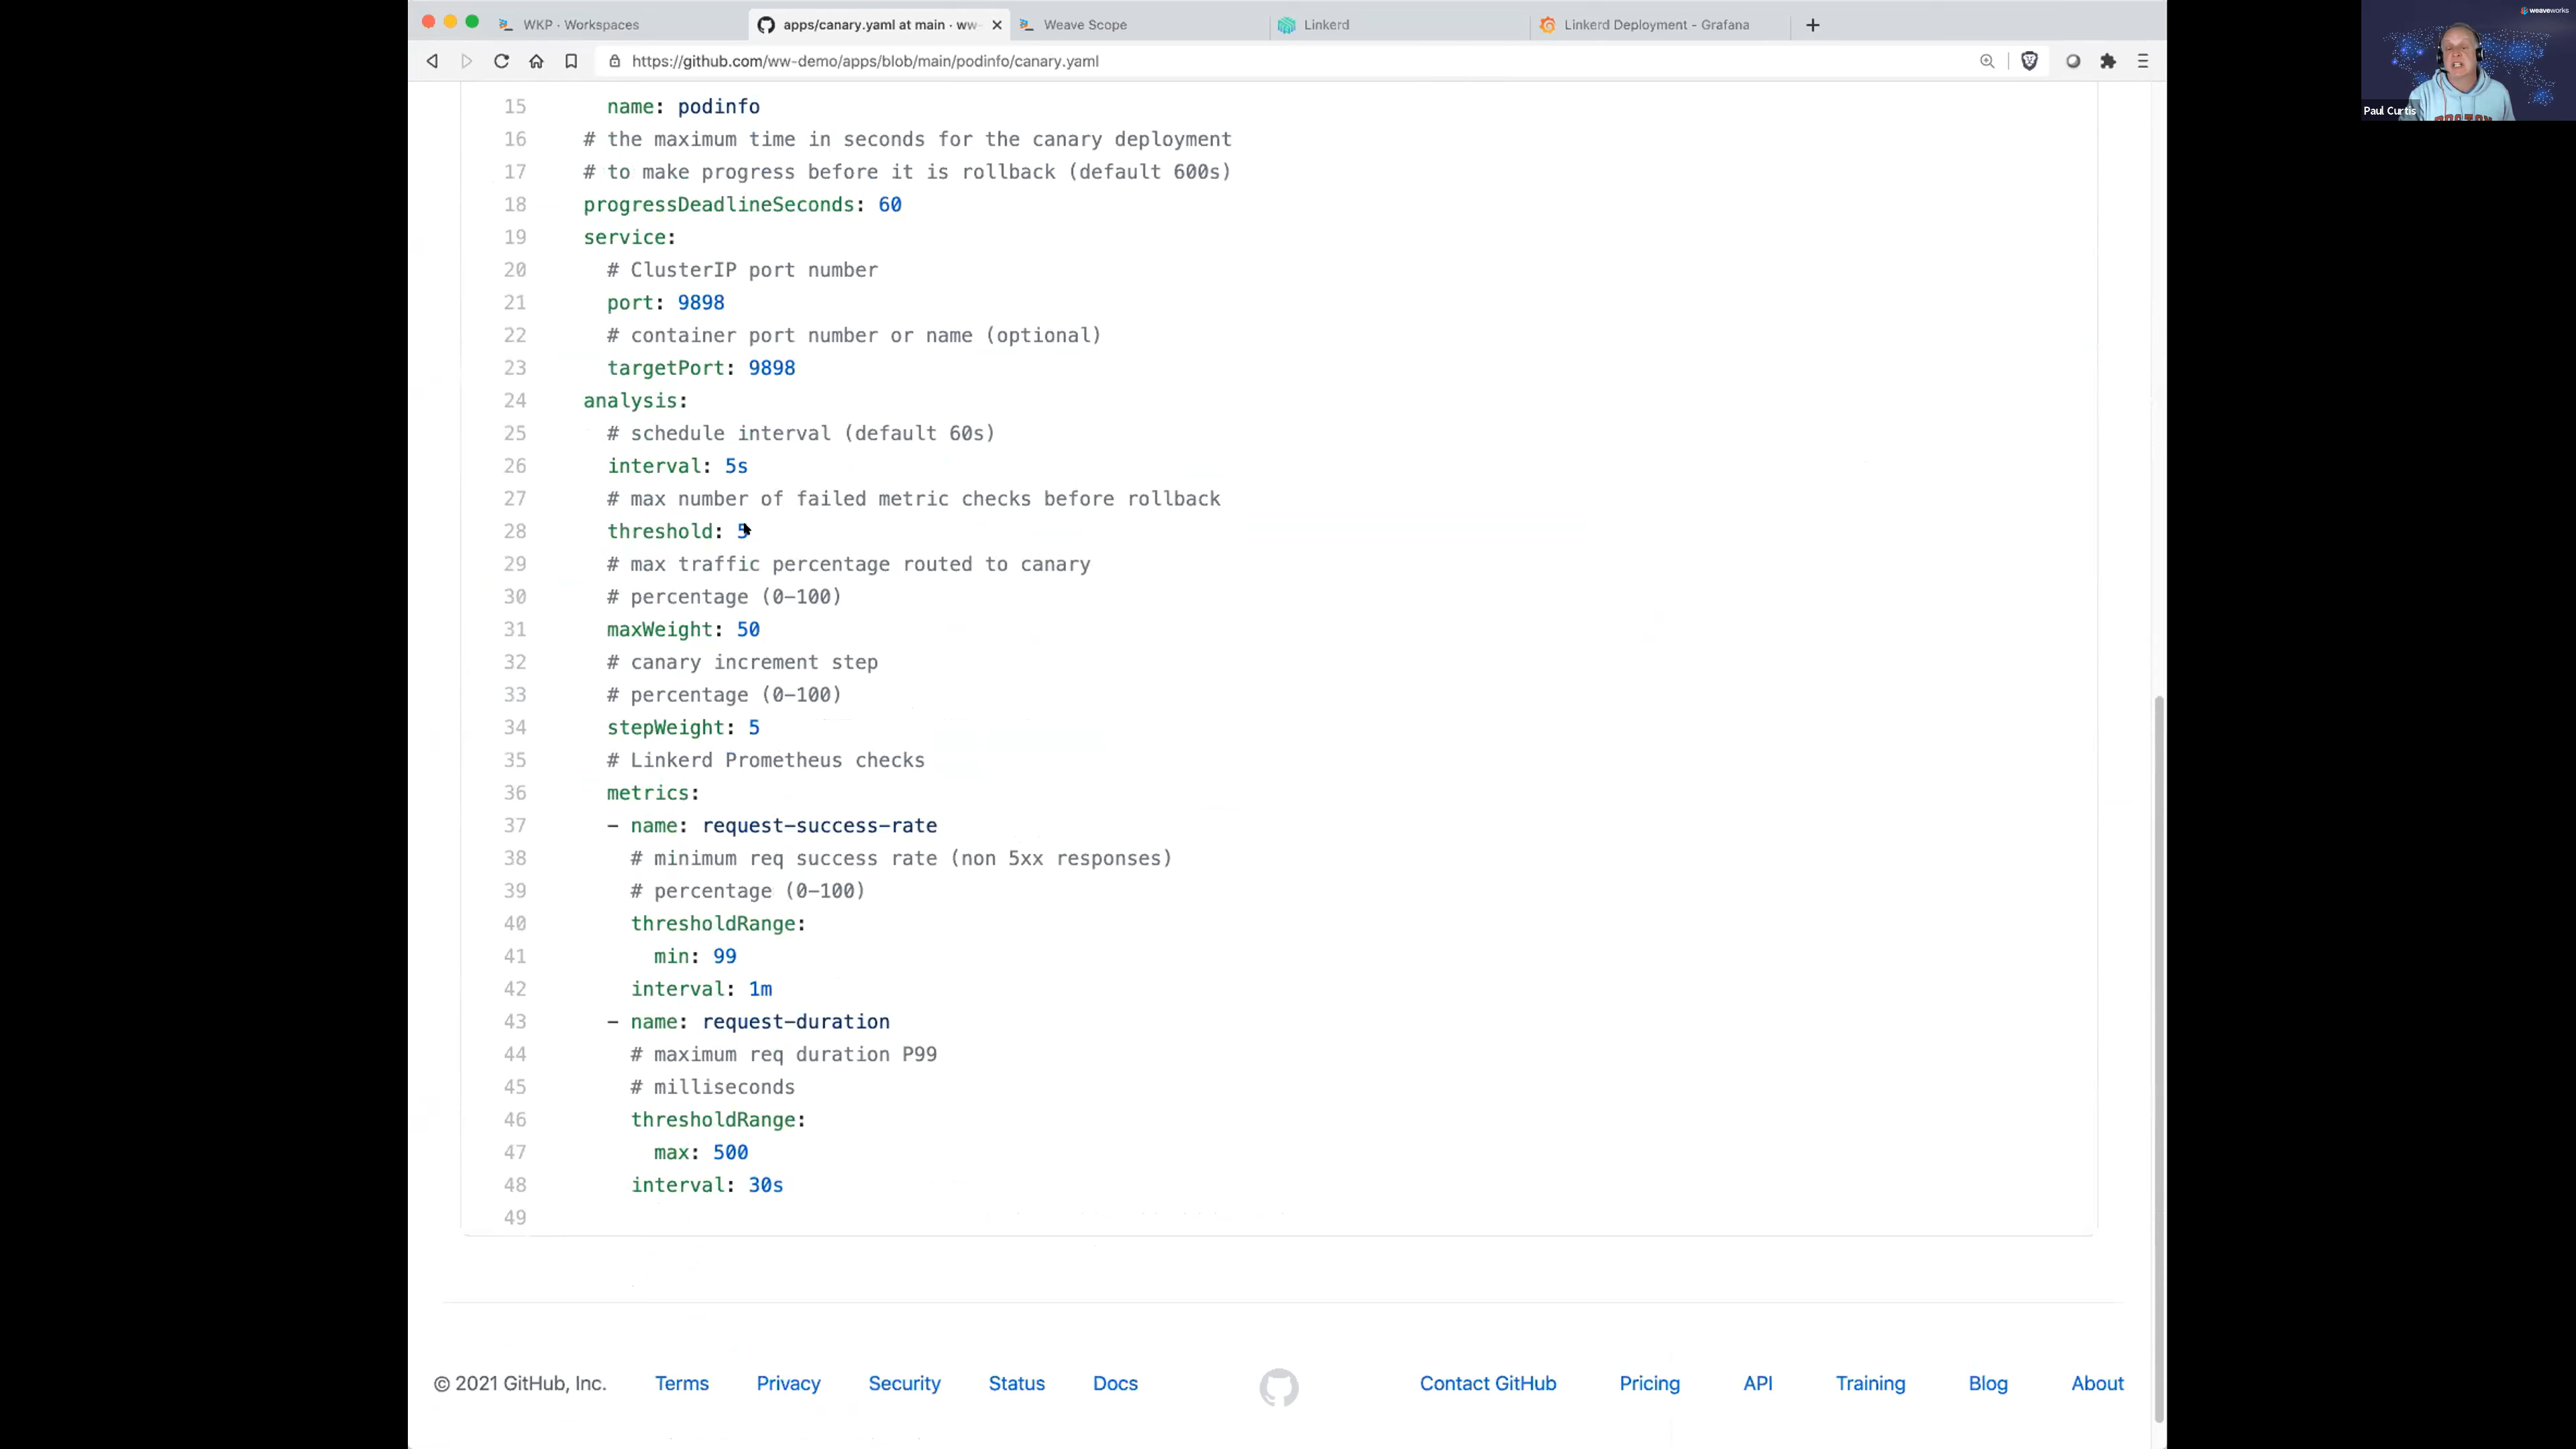 WKP · Workspaces
apps/canary.yaml at main · ww-
Weave Scope
Linkerd
Linkerd Deployment - Grafana
https://github.com/ww-demo/apps/blob/main/podinfo/canary.yaml
weaveworks
Paul Curtis
15 name: podinfo
16 # the maximum time in seconds for the canary deployment
17 # to make progress before it is rollback (default 600s)
18 progressDeadlineSeconds: 60
19 service:
20 # ClusterIP port number
21 port: 9898
22 # container port number or name (optional)
23 targetPort: 9898
24 analysis:
25 # schedule interval (default 60s)
26 interval: 5s
27 # max number of failed metric checks before rollback
28 threshold: 5
29 # max traffic percentage routed to canary
30 # percentage (0-100)
31 maxWeight: 50
32 # canary increment step
33 # percentage (0-100)
34 stepWeight: 5
35 # Linkerd Prometheus checks
36 metrics:
37 - name: request-success-rate
38 # minimum req success rate (non 5xx responses)
39 # percentage (0-100)
40 thresholdRange:
41 min: 99
42 interval: 1m
43 - name: request-duration
44 # maximum req duration P99
45 # milliseconds
46 thresholdRange:
47 max: 500
48 interval: 30s
49
© 2021 GitHub, Inc. Terms Privacy Security Status Docs Contact GitHub Pricing API Training Blog About